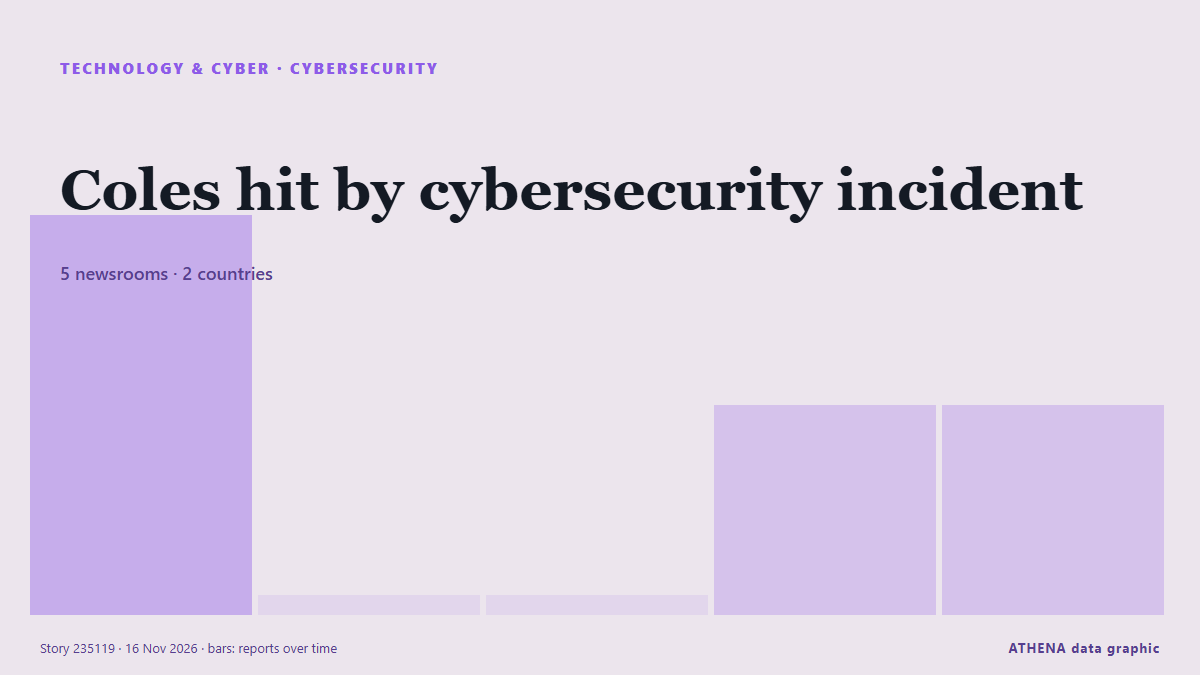 TECHNOLOGY & CYBER · CYBERSECURITY
Coles hit by cybersecurity incident
5 newsrooms · 2 countries
Story 235119 · 16 Nov 2026 · bars: reports over time
ATHENA data graphic